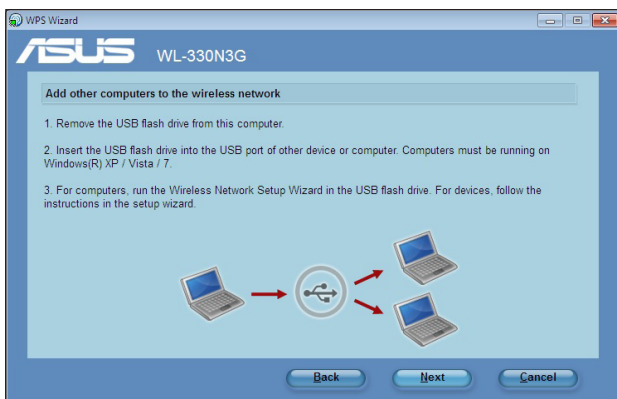 WPS Wizard
ASUS WL-330N3G
Add other computers to the wireless network
1. Remove the USB flash drive from this computer.
2. Insert the USB flash drive into the USB port of other device or computer. Computers must be running on
Windows(R) XP / Vista / 7.
3. For computers, run the Wireless Network Setup Wizard in the USB flash drive. For devices, follow the
instructions in the setup wizard.
Back Next Cancel